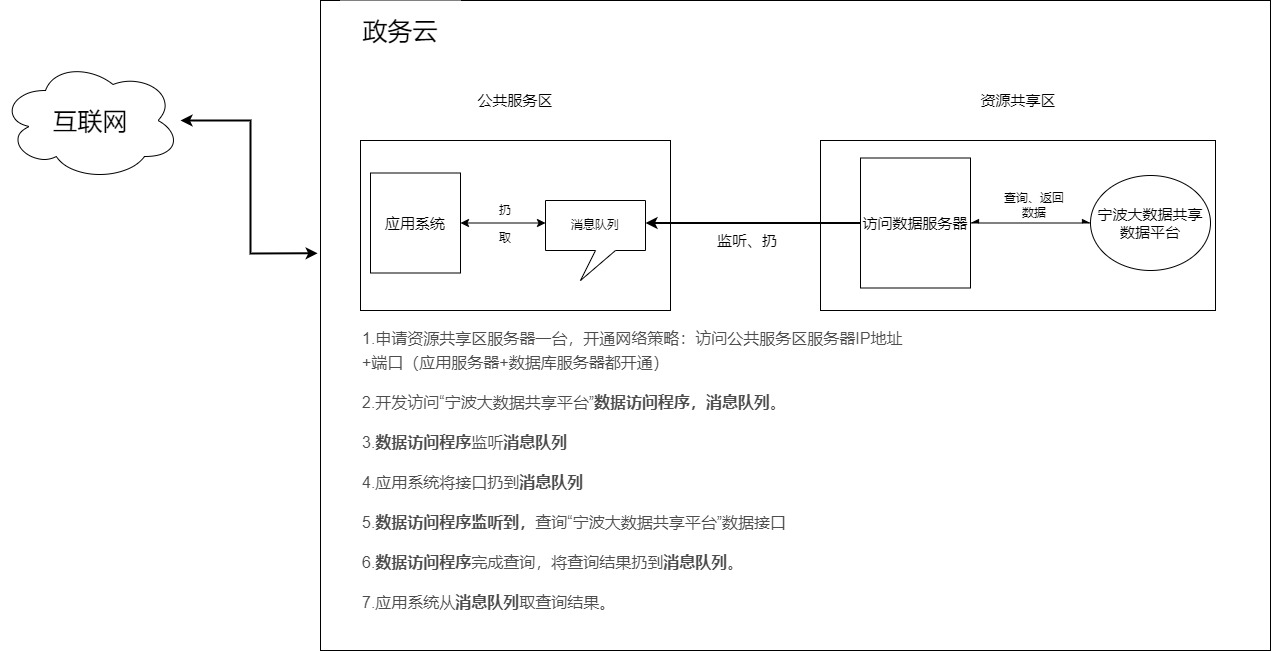 政务云
互联网
公共服务区
资源共享区
应用系统
扔
取
消息队列
监听、扔
访问数据服务器
查询、返回
数据
宁波大数据共享
数据平台
1.申请资源共享区服务器一台，开通网络策略：访问公共服务区服务器IP地址
+端口（应用服务器+数据库服务器都开通）
2.开发访问“宁波大数据共享平台”数据访问程序，消息队列。
3.数据访问程序监听消息队列
4.应用系统将接口扔到消息队列
5.数据访问程序监听到，查询“宁波大数据共享平台”数据接口
6.数据访问程序完成查询，将查询结果扔到消息队列。
7.应用系统从消息队列取查询结果。